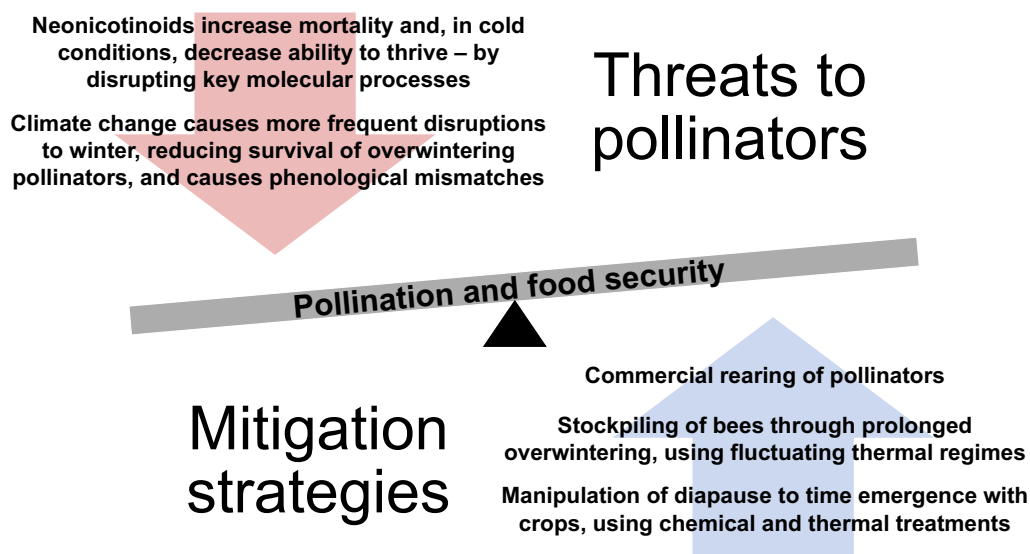 Neonicotinoids increase mortality and, in cold
conditions, decrease ability to thrive – by
disrupting key molecular processes
Climate change causes more frequent disruptions
to winter, reducing survival of overwintering
pollinators, and causes phenological mismatches
Threats to
pollinators
Pollination and food security
Mitigation
strategies
Commercial rearing of pollinators
Stockpiling of bees through prolonged
overwintering, using fluctuating thermal regimes
Manipulation of diapause to time emergence with
crops, using chemical and thermal treatments